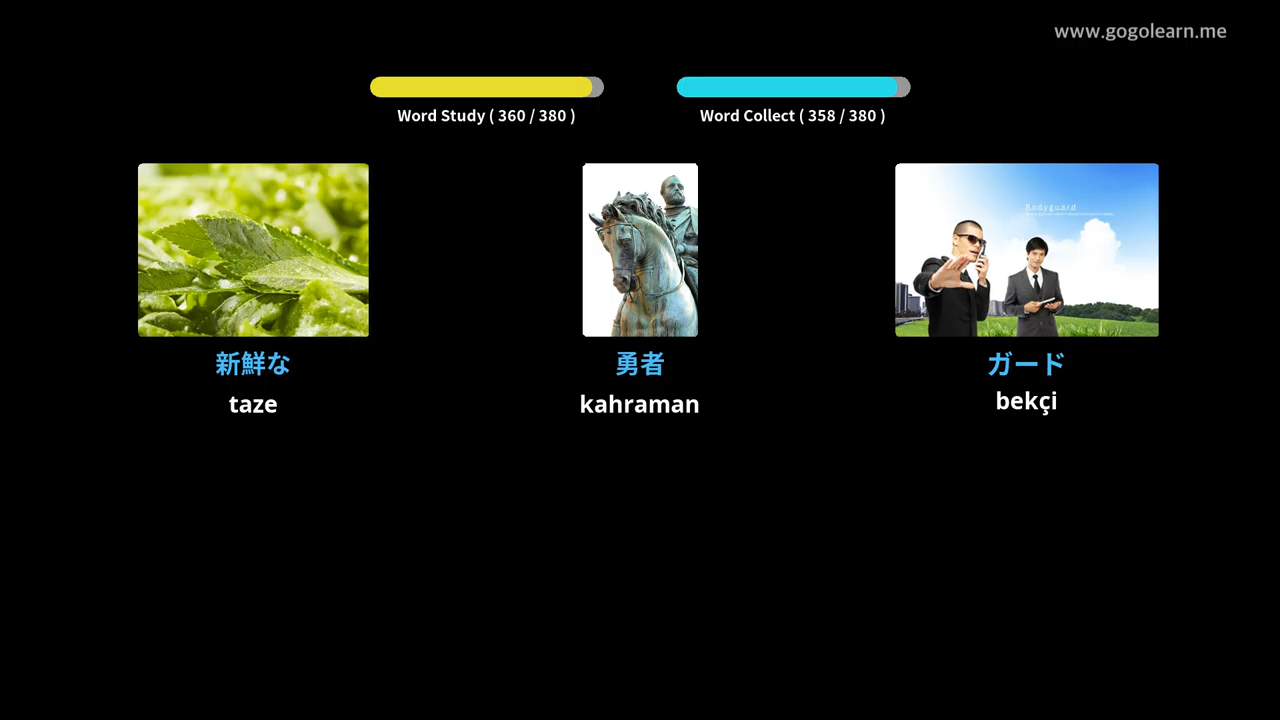 www.gogolearn.me
Word Study ( 360 / 380 )
Word Collect ( 358 / 380 )
Bodyguard
新鮮な
勇者
ガード
taze
kahraman
bekçi